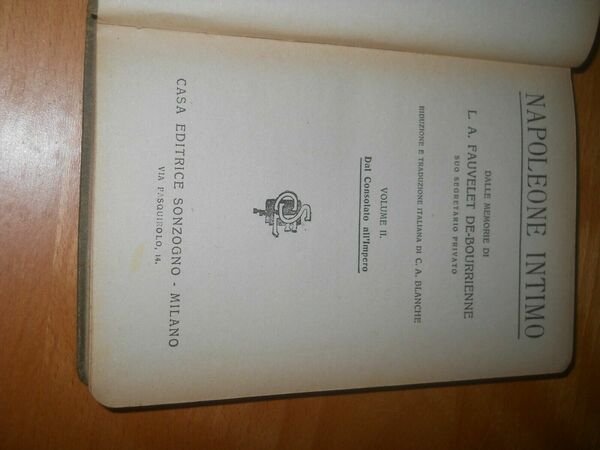 NAPOLEONE INTIMO
DALLE MEMORIE DI
L. A. FAUVELET DE-BOURRIENNE
SUO SEGRETARIO PRIVATO
RIDUZIONE E TRADUZIONE ITALIANA DI C. A. BLANCHE
VOLUME II.
Dal Consolato all'Impero
CASA EDITRICE SONZOGNO - MILANO
VIA PASQUIROLO, 14.